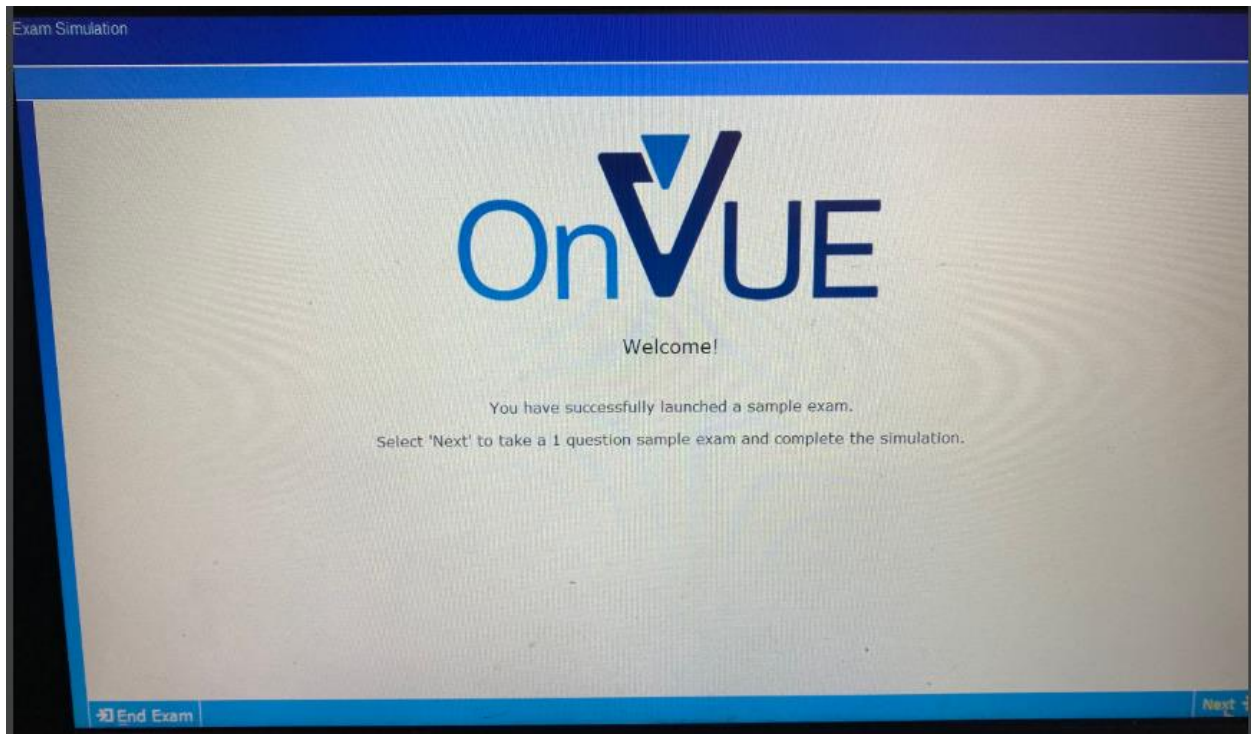 Exam Simulation
OnVUE
Welcome!
You have successfully launched a sample exam.
Select 'Next' to take a 1 question sample exam and complete the simulation.
End Exam
Next